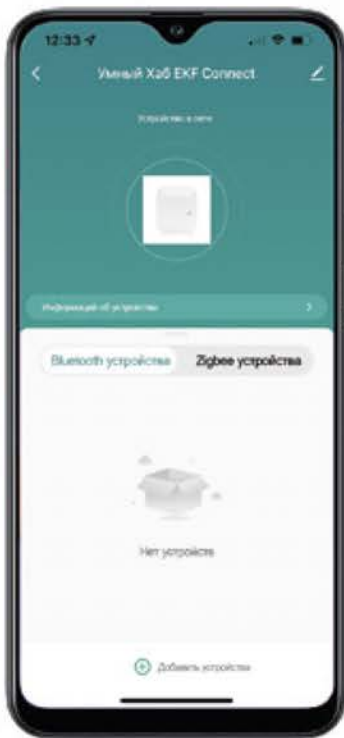 12:33
Умный Хаб EKF Connect
Устройство в сети
Информация об устройстве
Bluetooth устройства
Zigbee устройства
Нет устройств
Добавить устройство